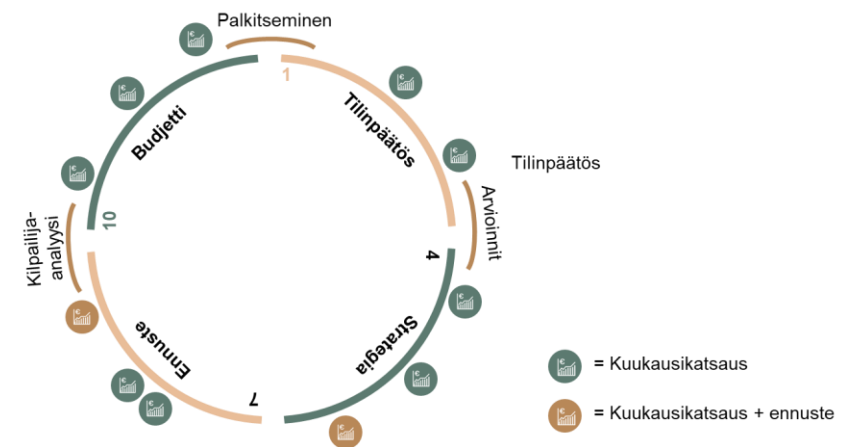 Palkitseminen
1
Tilinpäätös
Tilinpäätös
Arvioinnit
4
Strategia
7
Ennuste
Kilpailija-
analyysi
10
Budjetti
= Kuukausikatsaus
= Kuukausikatsaus + ennuste